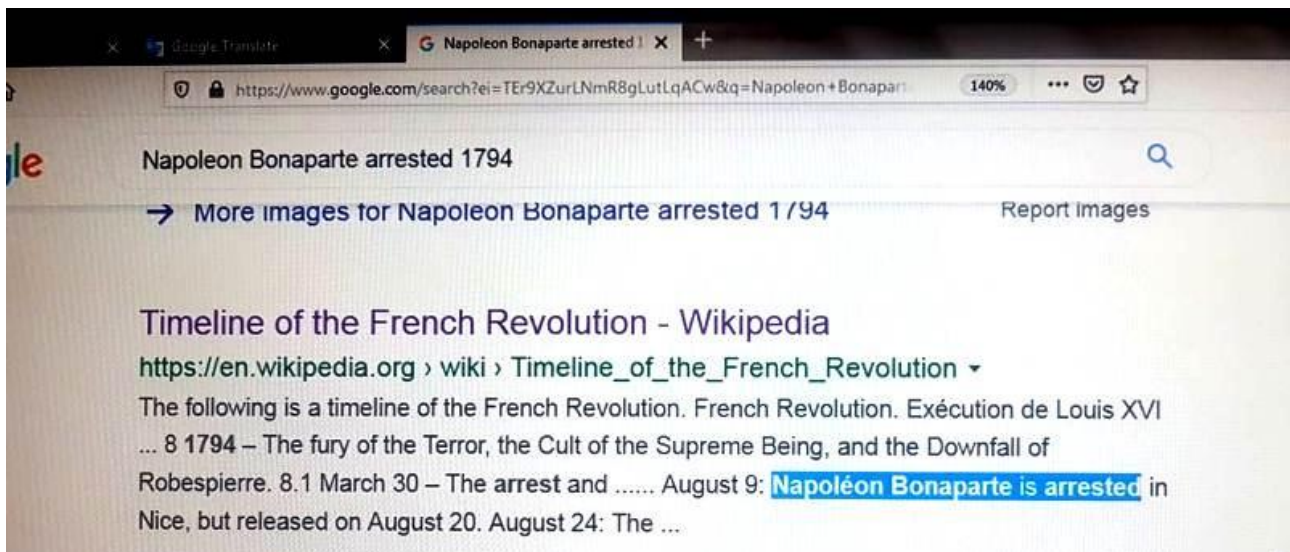 Google Translate
Napoleon Bonaparte arrested 1
https://www.google.com/search?ei=TEr9XZurLNmR8gLutLqACw&q=Napoleon+Bonapar
140%
le
Napoleon Bonaparte arrested 1794
→ More images for Napoleon Bonaparte arrested 1794 Report images
Timeline of the French Revolution - Wikipedia
https://en.wikipedia.org › wiki › Timeline_of_the_French_Revolution
The following is a timeline of the French Revolution. French Revolution. Exécution de Louis XVI
... 8 1794 – The fury of the Terror, the Cult of the Supreme Being, and the Downfall of
Robespierre. 8.1 March 30 – The arrest and ...... August 9: Napoléon Bonaparte is arrested in
Nice, but released on August 20. August 24: The ...